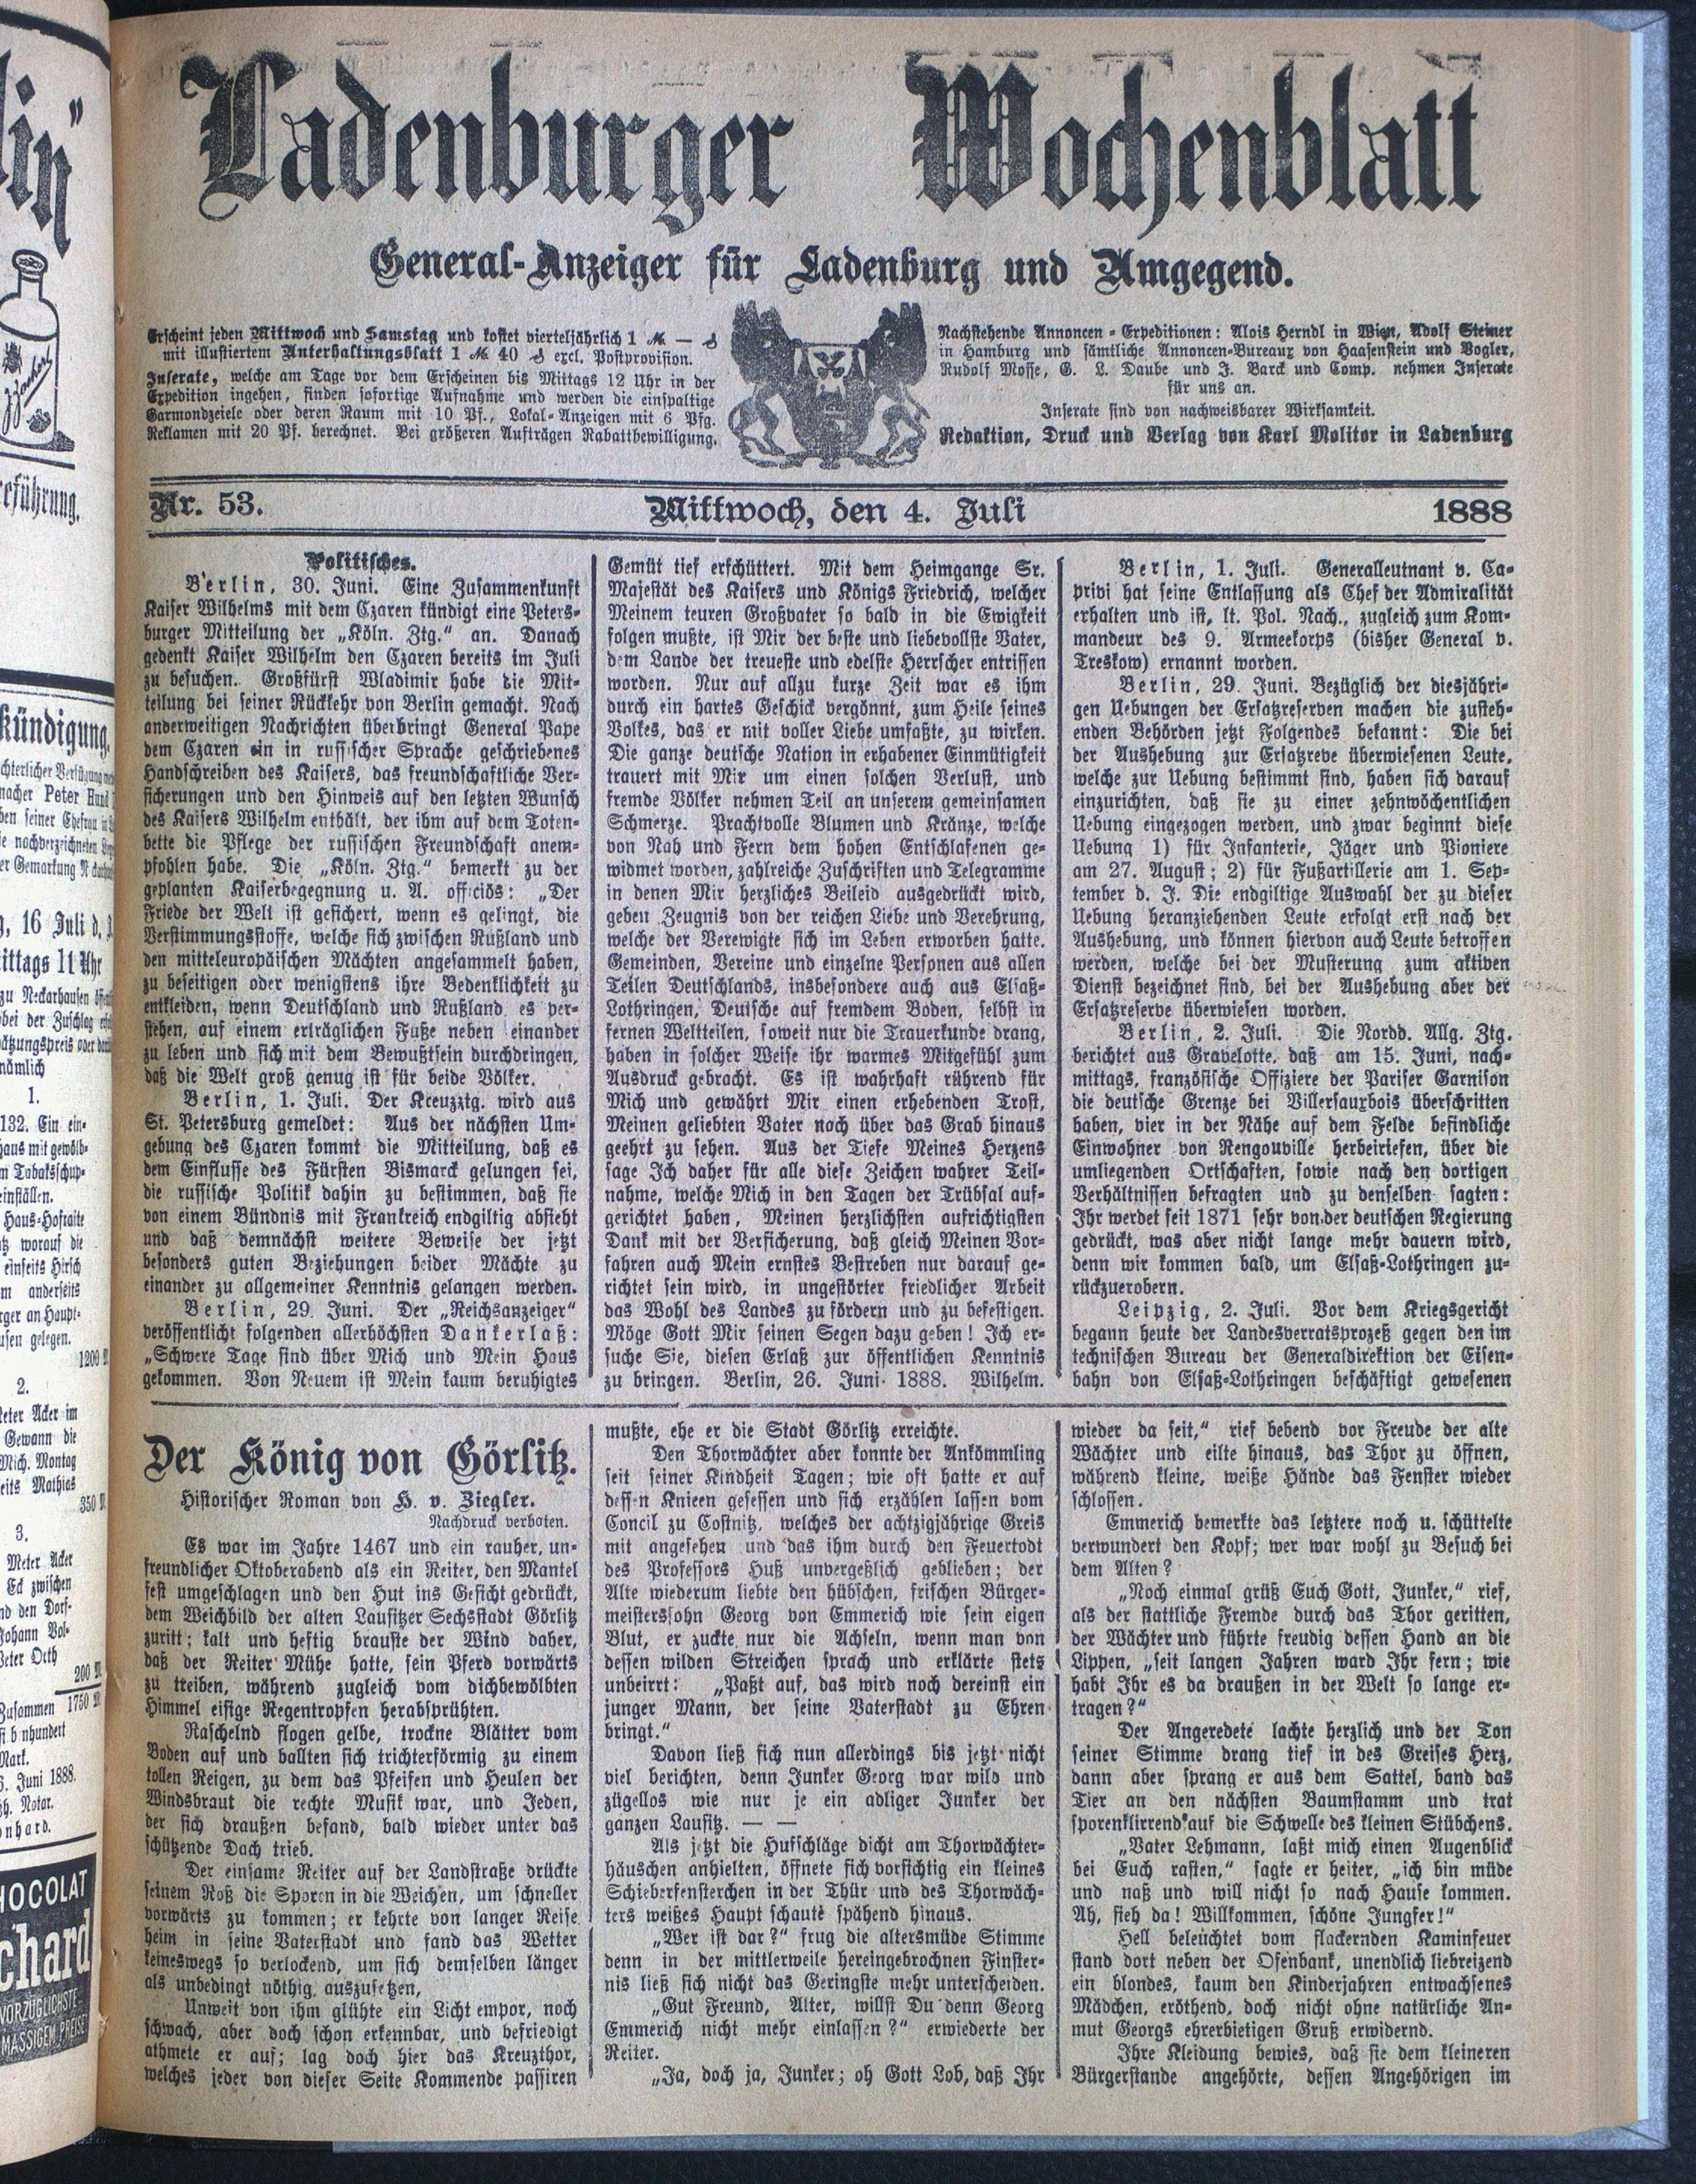 Ladenburger Wochenblatt
General-Anzeiger für Ladenburg und Umgegend.
Erscheint jeden Mittwoch und Samstag und kostet vierteljährlich 1 ℳ — ₰
mit illustiertem Unterhaltungsblatt 1 ℳ 40 ₰ excl. Postprovision.
Inserate, welche am Tage vor dem Erscheinen bis Mittags 12 Uhr in der
Expedition ingehen, finden sofortige Aufnahme und werden die einspaltige
Garmondzeiele oder deren Raum mit 10 Pf., Lokal-Anzeigen mit 6 Pfg.
Reklamen mit 20 Pf. berechnet. Bei größeren Aufträgen Rabattbewilligung.
Nachstehende Annoncen-Expeditionen: Alois Herndl in Wien, Adolf Steiner
in Hamburg und sämtliche Annoncen-Bureaux von Haasenstein und Vogler,
Rudolf Mosse, G. L. Daube und J. Barck und Comp. nehmen Inserate
für uns an.
Inserate sind von nachweisbarer Wirksamkeit.
Redaktion, Druck und Verlag von Karl Molitor in Ladenburg
Nr. 53. Mittwoch, den 4. Juli 1888
Politisches.
Berlin, 30. Juni. Eine Zusammenkunft
Kaiser Wilhelms mit dem Czaren kündigt eine Peters-
burger Mitteilung der „Köln. Ztg.“ an. Danach
gedenkt Kaiser Wilhelm den Czaren bereits im Juli
zu besuchen. Großfürst Wladimir habe die Mit-
teilung bei seiner Rückkehr von Berlin gemacht. Nach
anderweitigen Nachrichten überbringt General Pape
dem Czaren ein in russischer Sprache geschriebenes
Handschreiben des Kaisers, das freundschaftliche Ver-
sicherungen und den Hinweis auf den letzten Wunsch
des Kaisers Wilhelm enthält, der ihm auf dem Toten-
bette die Pflege der russischen Freundschaft anem-
pfohlen habe. Die „Köln. Ztg.“ bemerkt zu der
geplanten Kaiserbegegnung u. A. officiös: „Der
Friede der Welt ist gesichert, wenn es gelingt, die
Verstimmungsstoffe, welche sich zwischen Rußland und
den mitteleuropäischen Mächten angesammelt haben,
zu beseitigen oder wenigstens ihre Bedenklichkeit zu
entkleiden, wenn Deutschland und Rußland es ver-
stehen, auf einem erträglichen Fuße neben einander
zu leben und sich mit dem Bewußtsein durchdringen,
daß die Welt groß genug ist für beide Völker.
Berlin, 1. Juli. Der Kreuzztg. wird aus
St. Petersburg gemeldet: Aus der nächsten Um-
gebung des Czaren kommt die Mitteilung, daß es
dem Einflusse des Fürsten Bismarck gelungen sei,
die russische Politik dahin zu bestimmen, daß sie
von einem Bündnis mit Frankreich endgiltig absieht
und daß demnächst weitere Beweise der jetzt
besonders guten Beziehungen beider Mächte zu
einander zu allgemeiner Kenntnis gelangen werden.
Berlin, 29. Juni. Der „Reichsanzeiger“
veröffentlicht folgenden allerhöchsten Dankerlaß:
„Schwere Tage sind über Mich und Mein Haus
gekommen. Von Neuem ist Mein kaum beruhigtes
Gemüt tief erschüttert. Mit dem Heimgange Sr.
Majestät des Kaisers und Königs Friedrich, welcher
Meinem teuren Großvater so bald in die Ewigkeit
folgen mußte, ist Mir der beste und liebevollste Vater,
dem Lande der treueste und edelste Herrscher entrissen
worden. Nur auf allzu kurze Zeit war es ihm
durch ein hartes Geschick vergönnt, zum Heile seines
Volkes, das er mit voller Liebe umfaßte, zu wirken.
Die ganze deutsche Nation in erhabener Einmütigkeit
trauert mit Mir um einen solchen Verlust, und
fremde Völker nehmen Teil an unserem gemeinsamen
Schmerze. Prachtvolle Blumen und Kränze, welche
von Nah und Fern dem hohen Entschlafenen ge-
widmet worden, zahlreiche Zuschriften und Telegramme
in denen Mir herzliches Beileid ausgedrückt wird,
geben Zeugnis von der reichen Liebe und Verehrung,
welche der Verewigte sich im Leben erworben hatte.
Gemeinden, Vereine und einzelne Personen aus allen
Teilen Deutschlands, insbesondere auch aus Elsaß-
Lothringen, Deutsche auf fremdem Boden, selbst in
fernen Weltteilen, soweit nur die Trauerkunde drang,
haben in solcher Weise ihr warmes Mitgefühl zum
Ausdruck gebracht. Es ist wahrhaft rührend für
Mich und gewährt Mir einen erhebenden Trost,
Meinen geliebten Vater noch über das Grab hinaus
geehrt zu sehen. Aus der Tiefe Meines Herzens
sage Ich daher für alle diese Zeichen wahrer Teil-
nahme, welche Mich in den Tagen der Trübsal auf-
gerichtet haben, Meinen herzlichsten aufrichtigsten
Dank mit der Versicherung, daß gleich Meinen Vor-
fahren auch Mein ernstes Bestreben nur darauf ge-
richtet sein wird, in ungestörter friedlicher Arbeit
das Wohl des Landes zu fördern und zu befestigen.
Möge Gott Mir seinen Segen dazu geben! Ich er-
suche Sie, diesen Erlaß zur öffentlichen Kenntnis
zu bringen. Berlin, 26. Juni 1888. Wilhelm.
Berlin, 1. Juli. Generalleutnant v. Ca-
privi hat seine Entlassung als Chef der Admiralität
erhalten und ist, lt. Pol. Nach., zugleich zum Kom-
mandeur des 9. Armeekorps (bisher General v.
Treskow) ernannt worden.
Berlin, 29. Juni. Bezüglich der diesjähri-
gen Uebungen der Ersatzreserven machen die zusteh-
enden Behörden jetzt Folgendes bekannt: Die bei
der Aushebung zur Ersatzreve überwiesenen Leute,
welche zur Uebung bestimmt sind, haben sich darauf
einzurichten, daß sie zu einer zehnwöchentlichen
Uebung eingezogen werden, und zwar beginnt diese
Uebung 1) für Infanterie, Jäger und Pioniere
am 27. August; 2) für Fußartillerie am 1. Sep-
tember d. J. Die endgiltige Auswahl der zu dieser
Uebung heranziehenden Leute erfolgt erst nach der
Aushebung, und können hiervon auch Leute betroffen
werden, welche bei der Musterung zum aktiven
Dienst bezeichnet sind, bei der Aushebung aber der
Ersatzreserve überwiesen worden.
Berlin, 2. Juli. Die Nordd. Allg. Ztg.
berichtet aus Gravelotte, daß am 15. Juni, nach-
mittags, französische Offiziere der Pariser Garnison
die deutsche Grenze bei Villersauxbois überschritten
haben, vier in der Nähe auf dem Felde befindliche
Einwohner von Rengouville herbeiriefen, über die
umliegenden Ortschaften, sowie nach den dortigen
Verhältnissen befragten und zu denselben sagten:
Ihr werdet seit 1871 sehr von der deutschen Regierung
gedrückt, was aber nicht lange mehr dauern wird,
denn wir kommen bald, um Elsaß-Lothringen zu-
rückzuerobern.
Leipzig, 2. Juli. Vor dem Kriegsgericht
begann heute der Landesverratsprozeß gegen den im
technischen Bureau der Generaldirektion der Eisen-
bahn von Elsaß-Lothringen beschäftigt gewesenen
Der König von Görlitz.
Historischer Roman von H. v. Ziegler.
Nachdruck verboten.
Es war im Jahre 1467 und ein rauher, un-
freundlicher Oktoberabend als ein Reiter, den Mantel
fest umgeschlagen und den Hut ins Gesicht gedrückt,
dem Weichbild der alten Lausitzer Sechsstadt Görlitz
zuritt; kalt und heftig brauste der Wind daher,
daß der Reiter Mühe hatte, sein Pferd vorwärts
zu treiben, während zugleich vom dichbewölbten
Himmel eisige Regentropfen herabsprühten.
Raschelnd flogen gelbe, trockne Blätter vom
Boden auf und ballten sich trichterförmig zu einem
tollen Reigen, zu dem das Pfeifen und Heulen der
Windsbraut die rechte Musik war, und Jeden,
der sich draußen befand, bald wieder unter das
schützende Dach trieb.
Der einsame Reiter auf der Landstraße drückte
seinem Roß die Sporen in die Weichen, um schneller
vorwärts zu kommen; er kehrte von langer Reise
heim in seine Vaterstadt und fand das Wetter
keineswegs so verlockend, um sich demselben länger
als unbedingt nöthig auszusetzen,
Unweit von ihm glühte ein Licht empor, noch
schwach, aber doch schon erkennbar, und befriedigt
athmete er auf; lag doch hier das Kreuzthor,
welches jeder von dieser Seite Kommende passiren
mußte, ehe er die Stadt Görlitz erreichte.
Den Thorwächter aber konnte der Ankömmling
seit seiner Kindheit Tagen; wie oft hatte er auf
dessen Knieen gesessen und sich erzählen lassen vom
Concil zu Costnitz, welches der achtzigjährige Greis
mit angesehen und das ihm durch den Feuertodt
des Professors Huß unvergeßlich geblieben; der
Alte wiederum liebte den hübschen, frischen Bürger-
meisterssohn Georg von Emmerich wie sein eigen
Blut, er zuckte nur die Achseln, wenn man von
dessen wilden Streichen sprach und erklärte stets
unbeirrt: „Paßt auf, das wird noch dereinst ein
junger Mann, der seine Vaterstadt zu Ehren
bringt.“
Davon ließ sich nun allerdings bis jetzt nicht
viel berichten, denn Junker Georg war wild und
zügellos wie nur je ein adliger Junker der
ganzen Lausitz. — —
Als jetzt die Hufschläge dicht am Thorwächter-
häuschen anhielten, öffnete sich vorsichtig ein kleines
Schieberfensterchen in der Thür und des Thorwäch-
ters weißes Haupt schaute spähend hinaus.
„Wer ist dar?“ frug die altersmüde Stimme
denn in der mittlerweile hereingebrochnen Finster-
nis ließ sich nicht das Geringste mehr unterscheiden.
„Gut Freund, Alter, willst Du denn Georg
Emmerich nicht mehr einlassen?“ erwiederte der
Reiter.
„Ja, doch ja, Junker; oh Gott Lob, daß Ihr
wieder da seit,“ rief bebend vor Freude der alte
Wächter und eilte hinaus, das Thor zu öffnen,
während kleine, weiße Hände das Fenster wieder
schlossen.
Emmerich bemerkte das letztere noch u. schüttelte
verwundert den Kopf; wer war wohl zu Besuch bei
dem Alten?
„Noch einmal grüß Euch Gott, Junker,“ rief,
als der stattliche Fremde durch das Thor geritten,
der Wächter und führte freudig dessen Hand an die
Lippen, „seit langen Jahren ward Ihr fern; wie
habt Ihr es da draußen in der Welt so lange er-
tragen?“
Der Angeredete lachte herzlich und der Ton
seiner Stimme drang tief in des Greises Herz,
dann aber sprang er aus dem Sattel, band das
Tier an den nächsten Baumstamm und trat
sporenklirrend auf die Schwelle des kleinen Stübchens.
„Vater Lehmann, laßt mich einen Augenblick
bei Euch rasten,“ sagte er heiter, „ich bin müde
und naß und will nicht so nach Hause kommen.
Ah, sieh da! Willkommen, schöne Jungfer!“
Hell beleuchtet vom flackernden Kaminfeuer
stand dort neben der Ofenbank, unendlich liebreizend
ein blondes, kaum den Kinderjahren entwachsenes
Mädchen, eröthend, doch nicht ohne natürliche An-
mut Georgs ehrerbietigen Gruß erwidernd.
Ihre Kleidung bewies, daß sie dem kleineren
Bürgerstande angehörte, dessen Angehörigen im